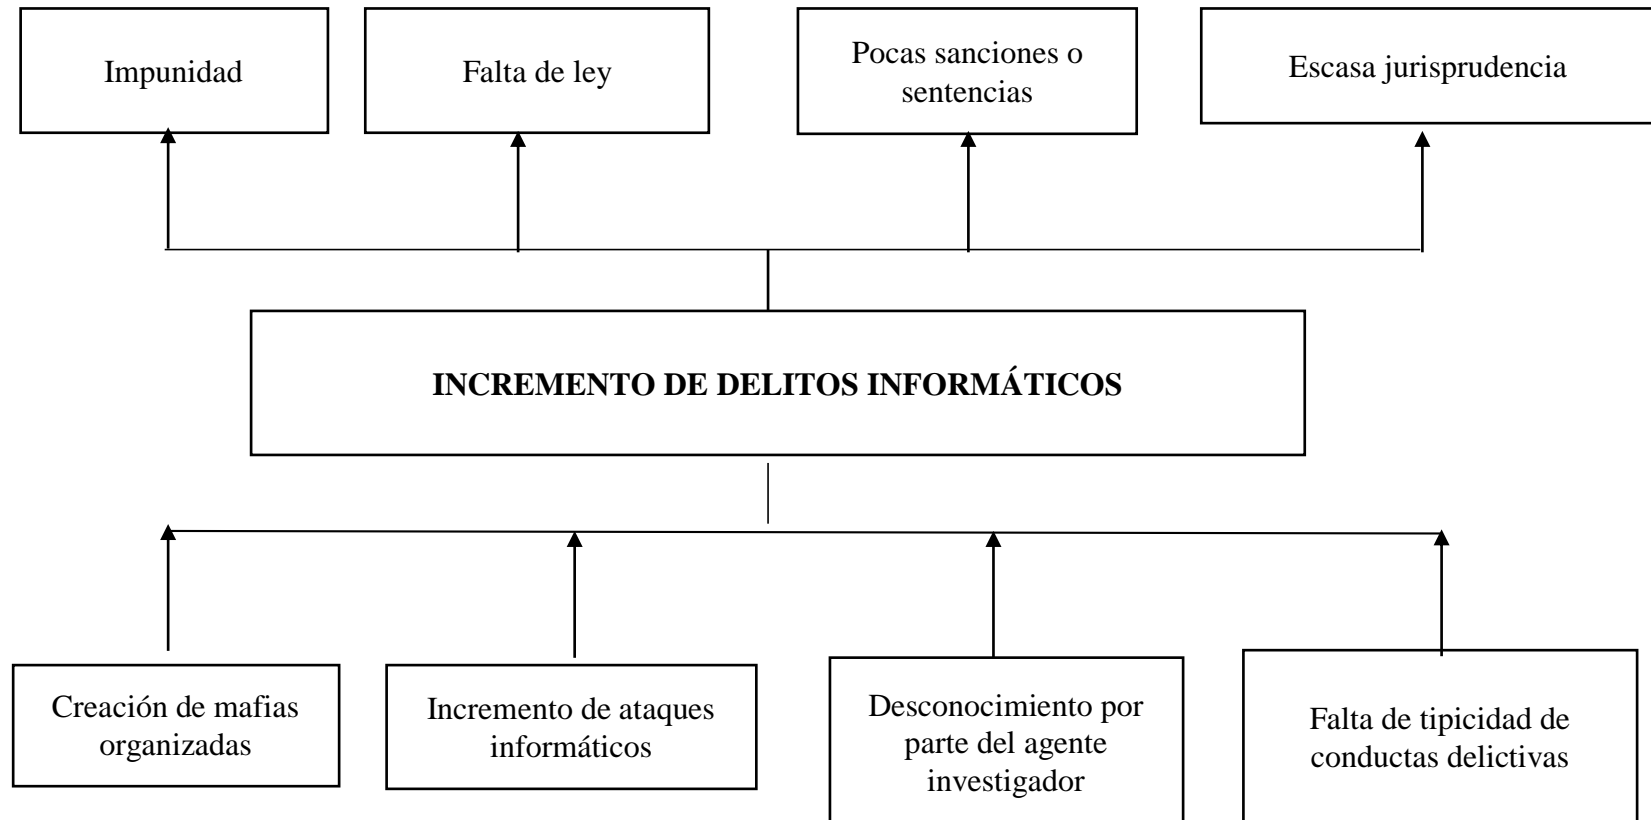 Impunidad
Falta de ley
Pocas sanciones o
sentencias
Escasa jurisprudencia
INCREMENTO DE DELITOS INFORMÁTICOS
Creación de mafias
organizadas
Incremento de ataques
informáticos
Desconocimiento por
parte del agente
investigador
Falta de tipicidad de
conductas delictivas